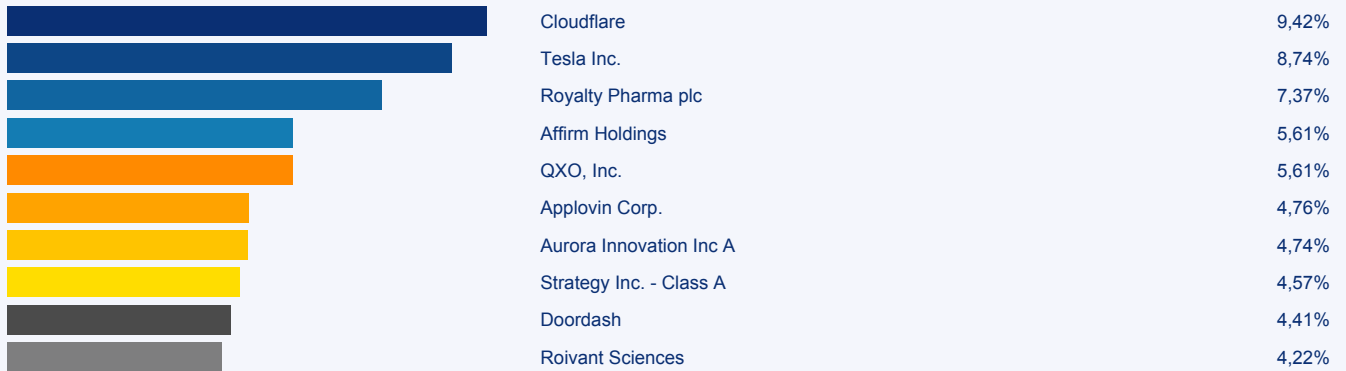 Cloudflare 9,42%
Tesla Inc. 8,74%
Royalty Pharma plc 7,37%
Affirm Holdings 5,61%
QXO, Inc. 5,61%
Applovin Corp. 4,76%
Aurora Innovation Inc A 4,74%
Strategy Inc. - Class A 4,57%
Doordash 4,41%
Roivant Sciences 4,22%